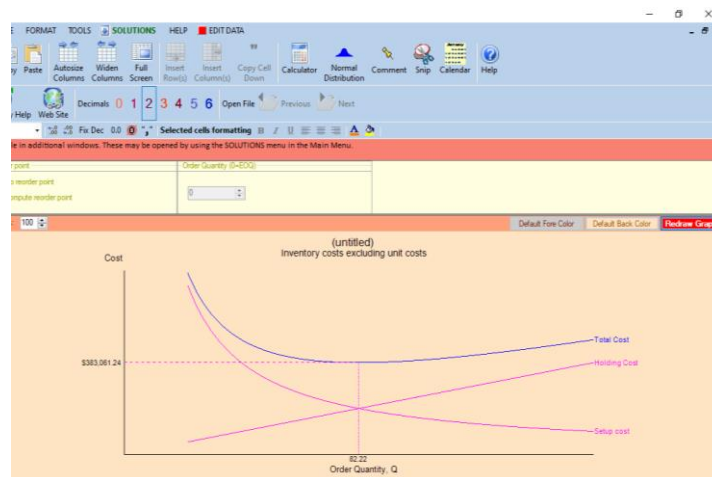 FORMAT TOOLS SOLUTIONS HELP EDIT DATA
Paste Autosize Columns Widen Columns Full Screen Insert Row(s) Insert Column(s) Copy Cell Down Calculator Normal Distribution Comment Snip Calendar Help
Help Web Site Decimals 0 1 2 3 4 5 6 Open File Previous Next
Fix Dec 0.0 0 "," Selected cells formatting B I U A
in additional windows. These may be opened by using the SOLUTIONS menu in the Main Menu.
point Order Quantity (0=EOQ)
reorder point
compute reorder point 0
100 Default Fore Color Default Back Color Redraw Grap
(untitled)
Inventory costs excluding unit costs
Cost
Total Cost
$383,061.24
Holding Cost
Setup cost
82.22
Order Quantity, Q